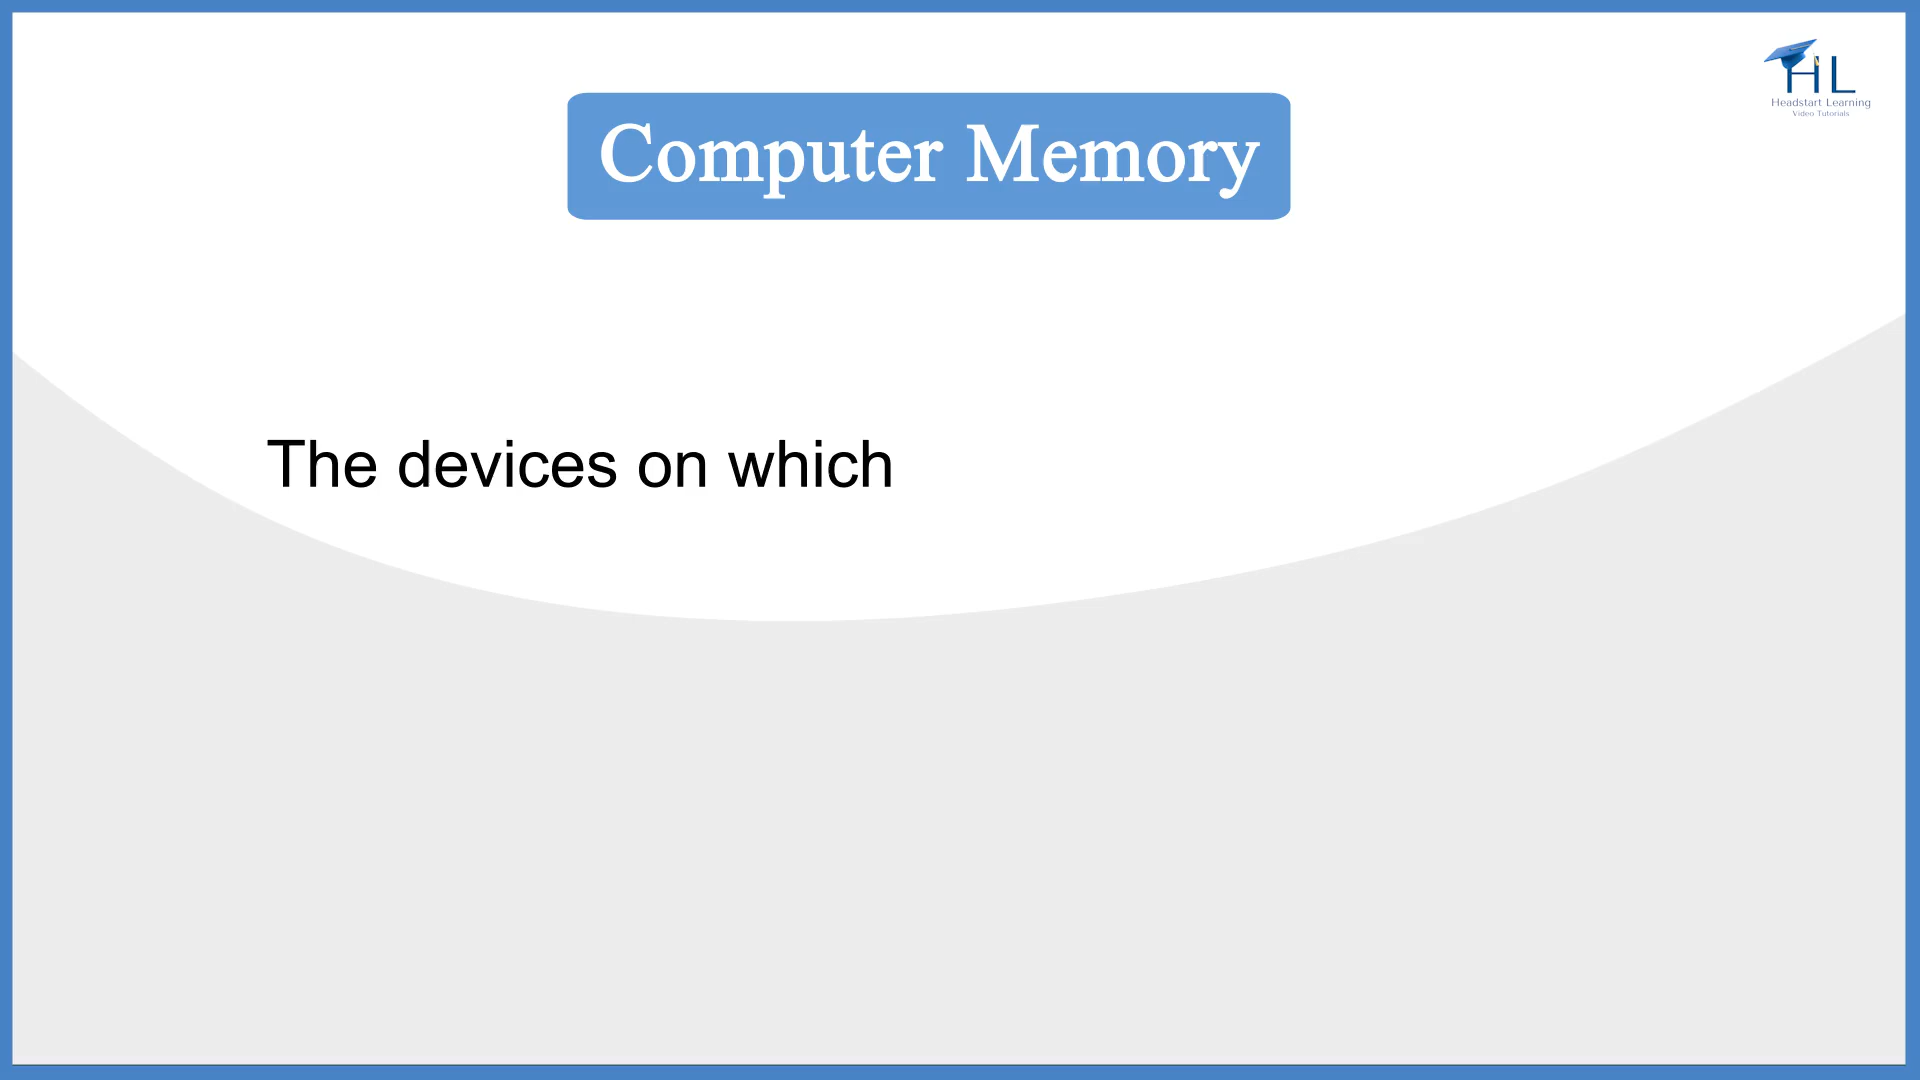 HL
Headstart Learning
Video Tutorials
Computer Memory
The devices on which